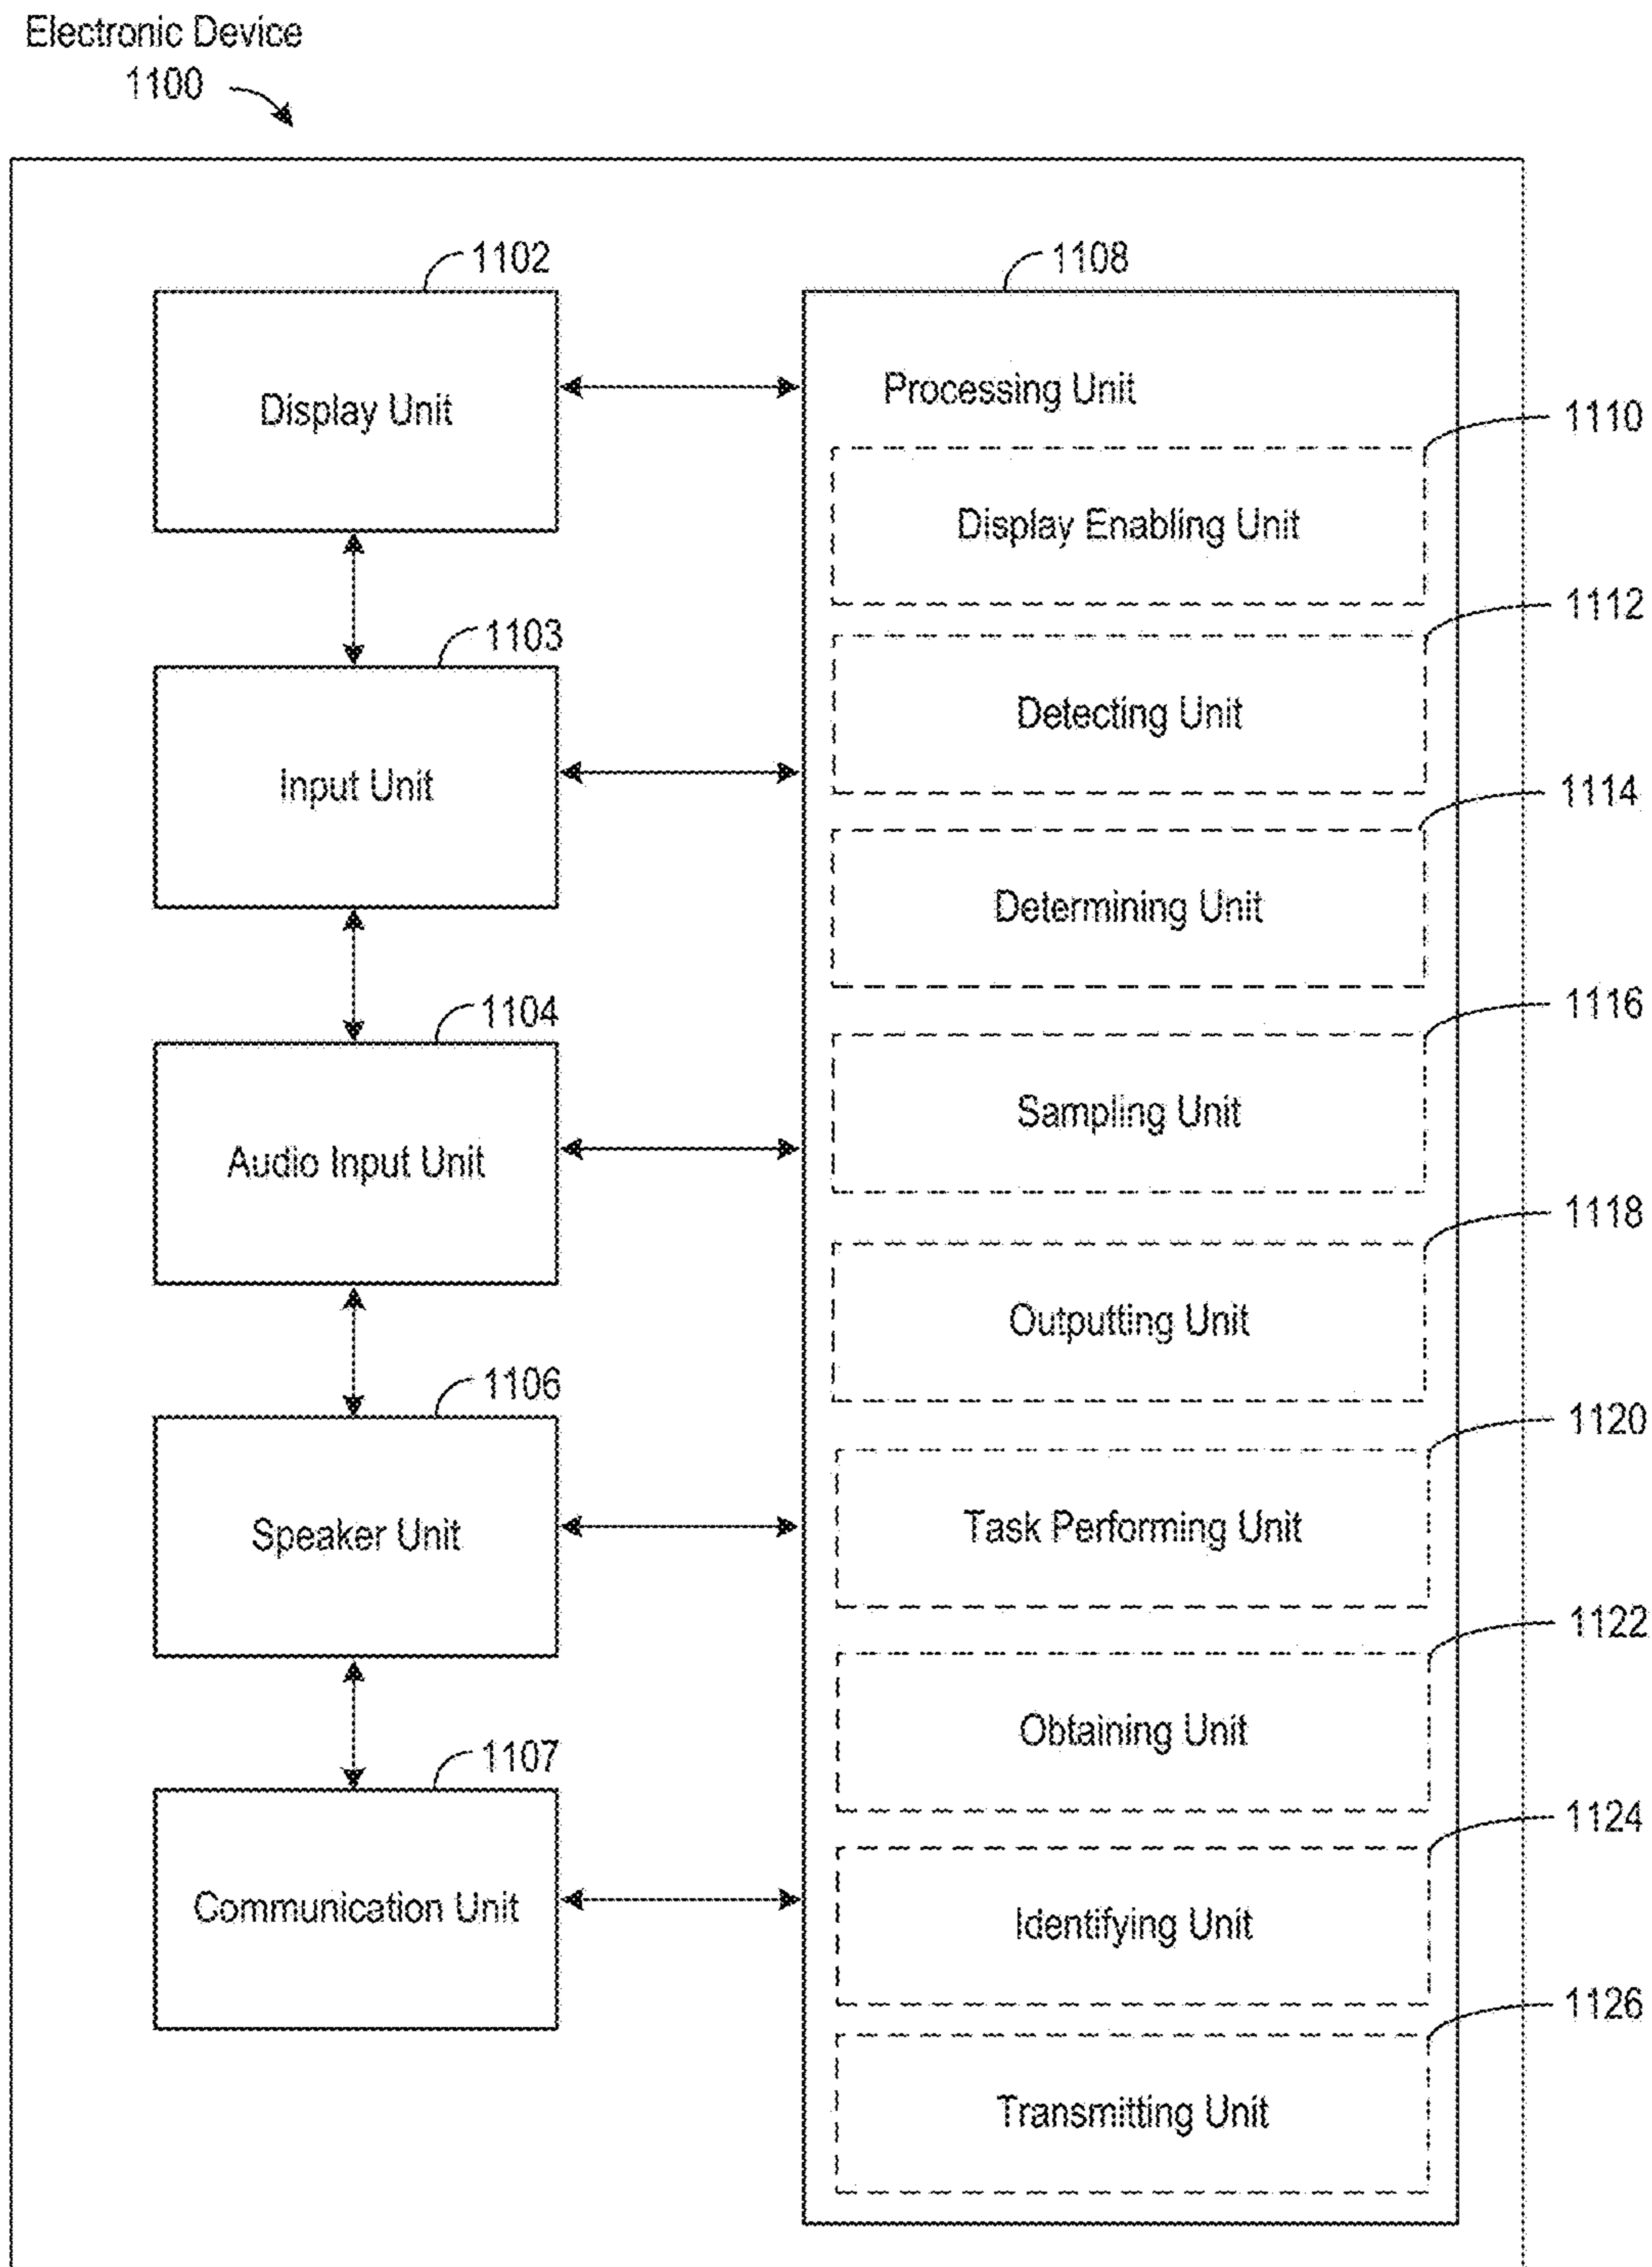 Electronic Device
1100
1102
1108
Display Unit
Processing Unit
1110
Display Enabling Unit
1103
1112
Input Unit
Detecting Unit
1114
Determining Unit
1104
1116
Audio Input Unit
Sampling Unit
1118
Outputting Unit
1106
1120
Speaker Unit
Task Performing Unit
1122
Obtaining Unit
1107
1124
Communication Unit
Identifying Unit
1126
Transmitting Unit